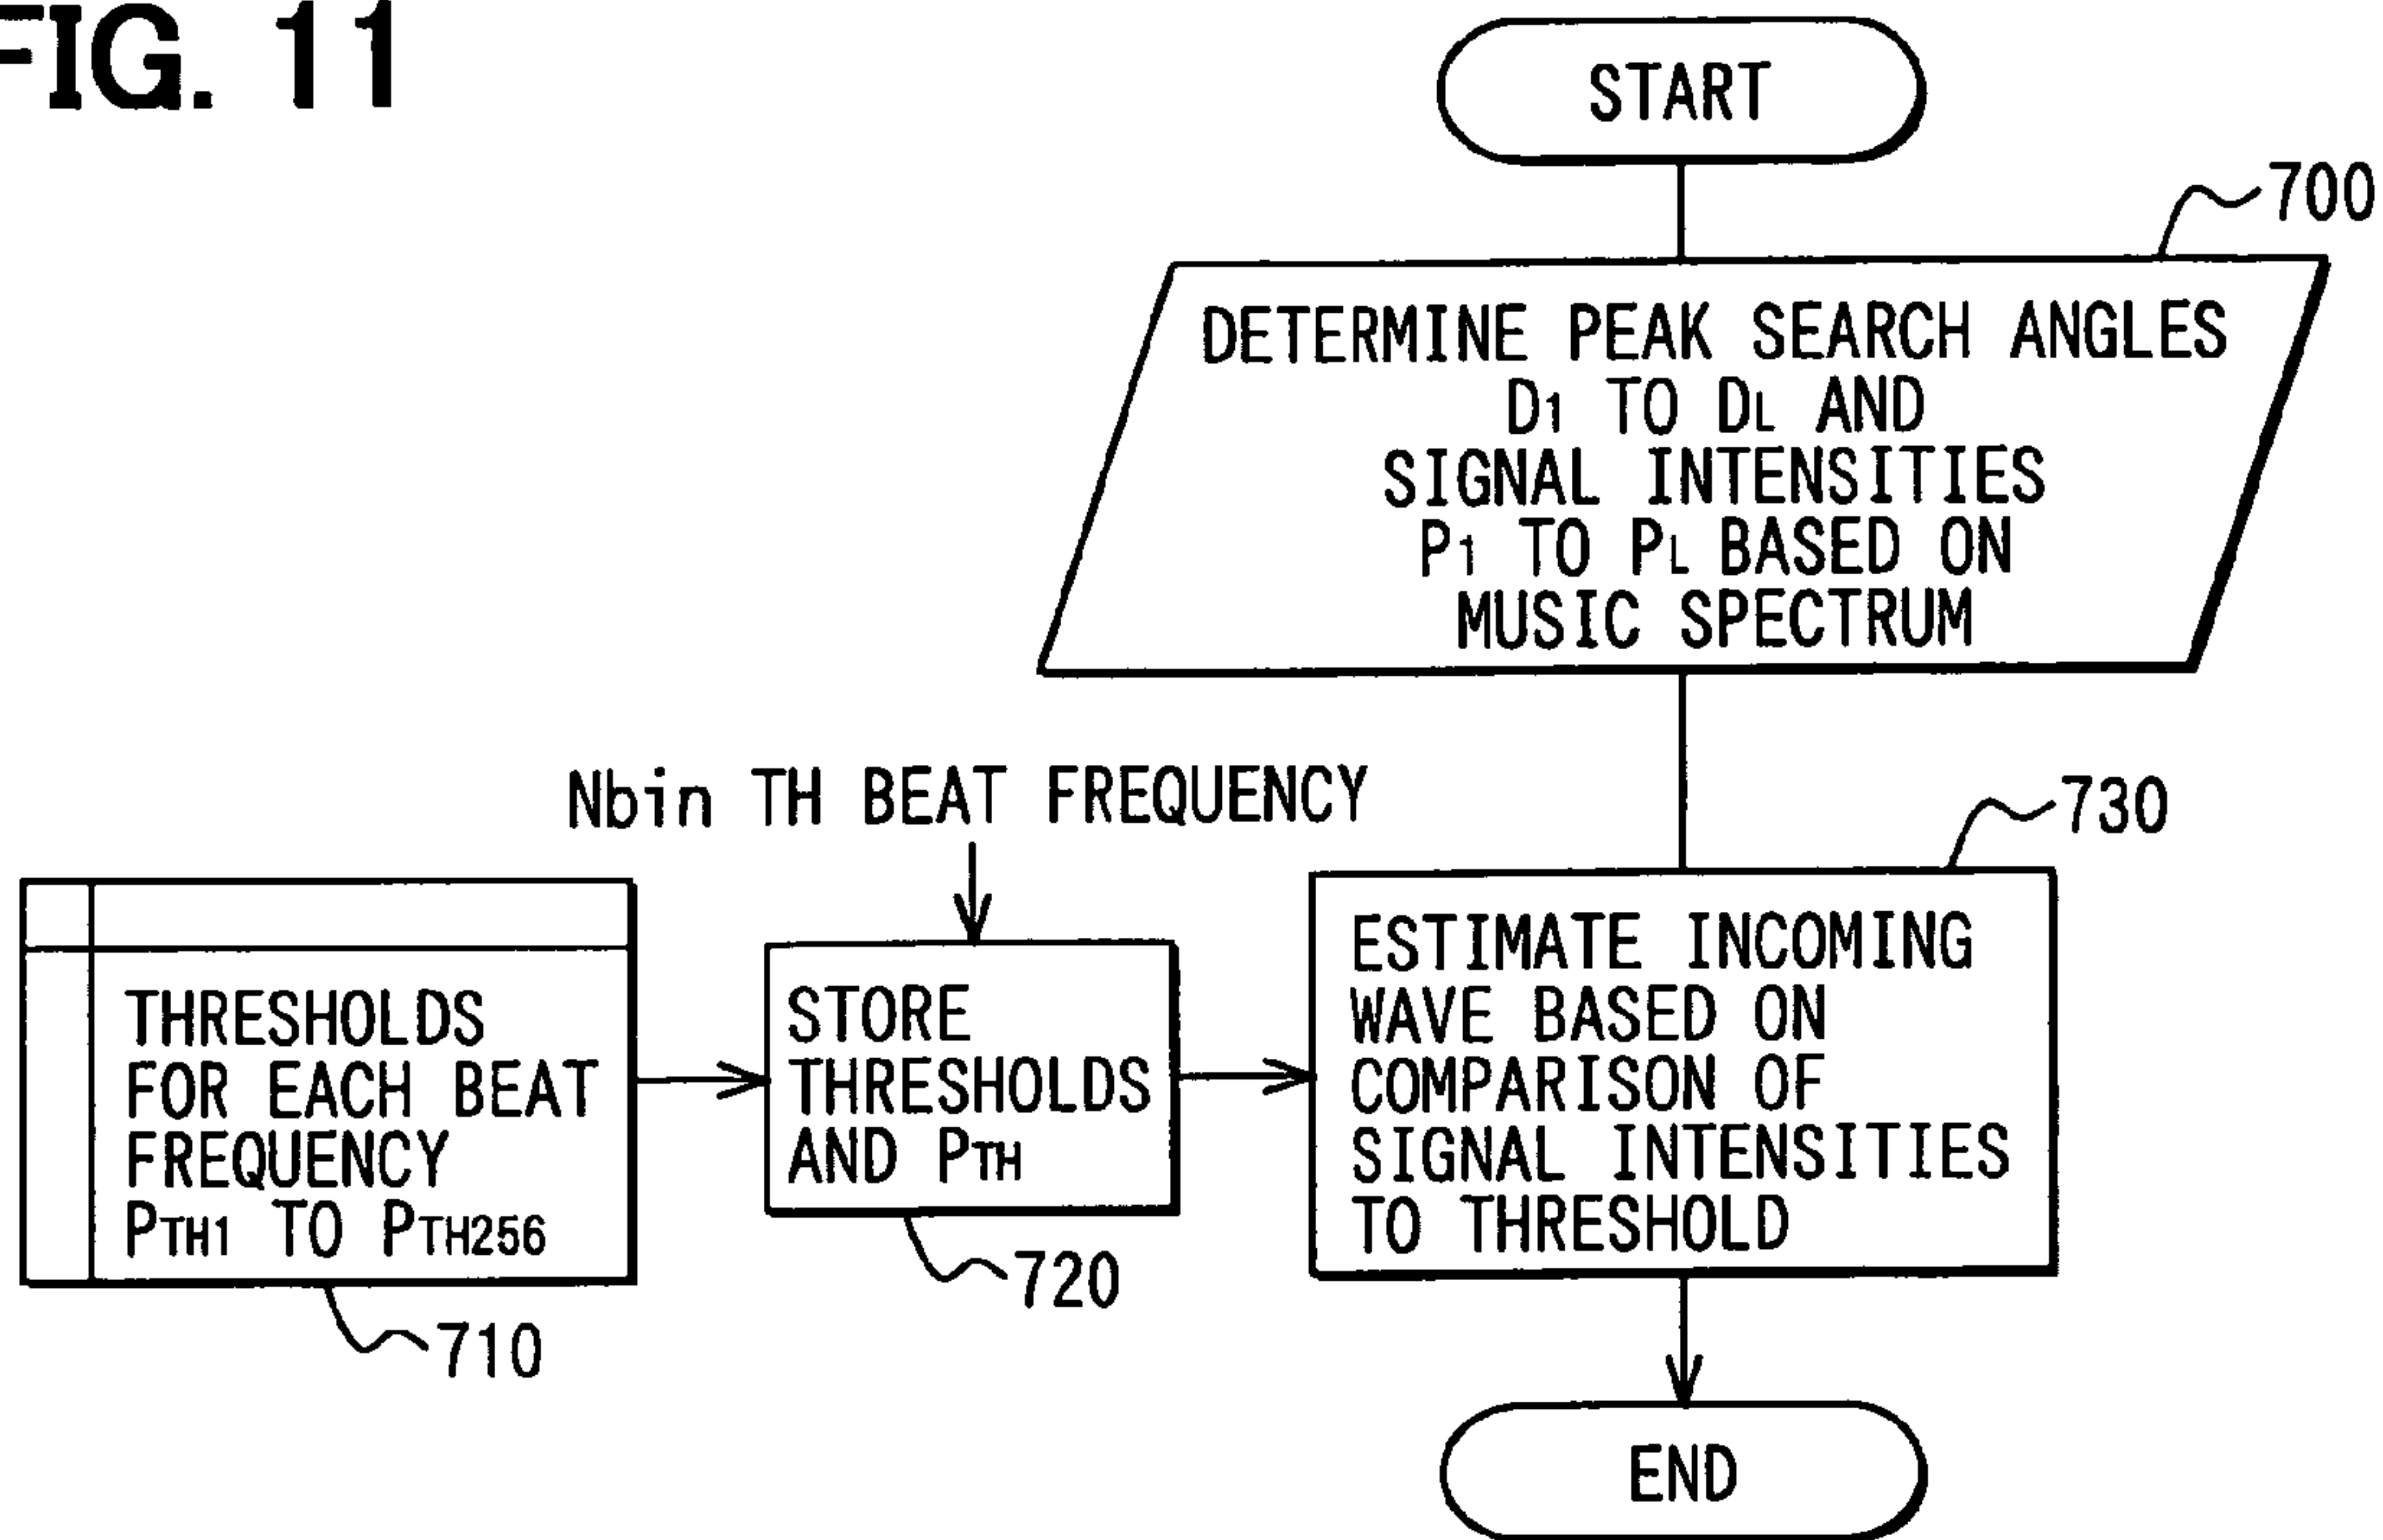 FIG. 11
START
700
DETERMINE PEAK SEARCH ANGLES
D1 TO DL AND
SIGNAL INTENSITIES
P1 TO PL BASED ON
MUSIC SPECTRUM
Nbin TH BEAT FREQUENCY
730
THRESHOLDS
FOR EACH BEAT
FREQUENCY
PTH1 TO PTH256
710
STORE
THRESHOLDS
AND PTH
720
ESTIMATE INCOMING
WAVE BASED ON
COMPARISON OF
SIGNAL INTENSITIES
TO THRESHOLD
END